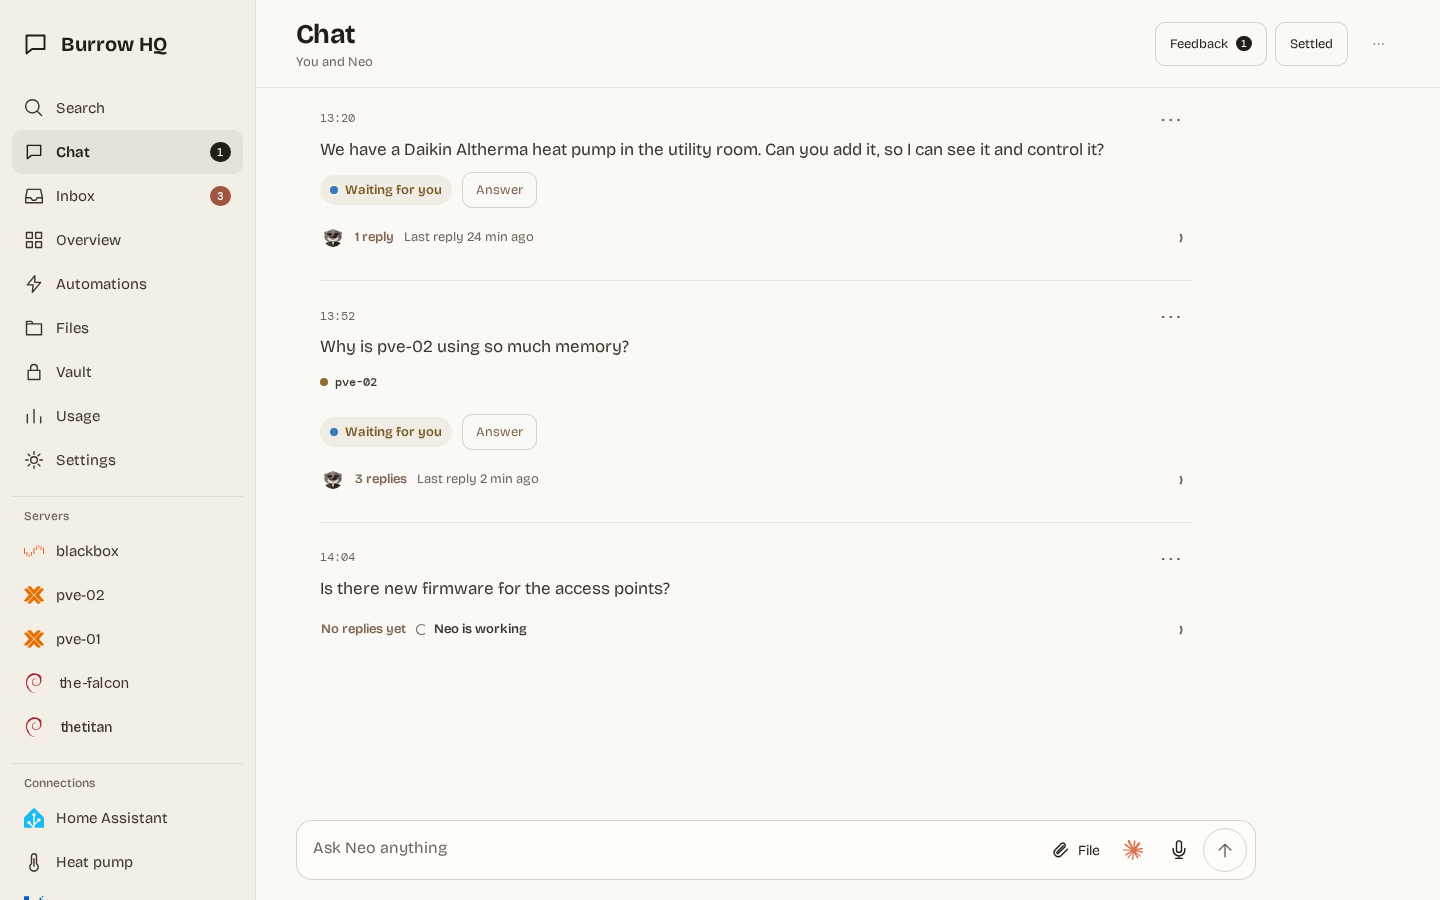 Burrow HQ
Search
Chat 1
Inbox 3
Overview
Automations
Files
Vault
Usage
Settings
Servers
blackbox
pve-02
pve-01
the-falcon
thetitan
Connections
Home Assistant
Heat pump
Chat
You and Neo
Feedback 1
Settled
...
13:20
...
We have a Daikin Altherma heat pump in the utility room. Can you add it, so I can see it and control it?
Waiting for you
Answer
1 reply Last reply 24 min ago
13:52
...
Why is pve-02 using so much memory?
pve-02
Waiting for you
Answer
3 replies Last reply 2 min ago
14:04
...
Is there new firmware for the access points?
No replies yet Neo is working
Ask Neo anything
File